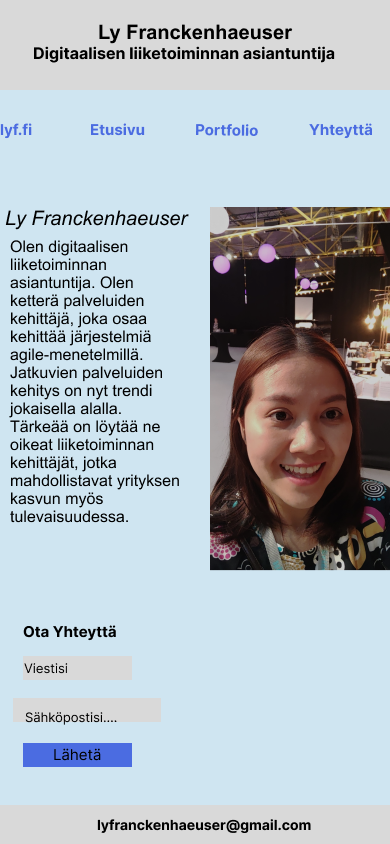 Ly Franckenhaeuser
Digitaalisen liiketoiminnan asiantuntija
lyf.fi Etusivu Portfolio Yhteyttä
Ly Franckenhaeuser
Olen digitaalisen
liiketoiminnan
asiantuntija. Olen
ketterä palveluiden
kehittäjä, joka osaa
kehittää järjestelmiä
agile-menetelmillä.
Jatkuvien palveluiden
kehitys on nyt trendi
jokaisella alalla.
Tärkeää on löytää ne
oikeat liiketoiminnan
kehittäjät, jotka
mahdollistavat yrityksen
kasvun myös
tulevaisuudessa.
Ota Yhteyttä
Viestisi
Sähköpostisi....
Lähetä
lyfranckenhaeuser@gmail.com